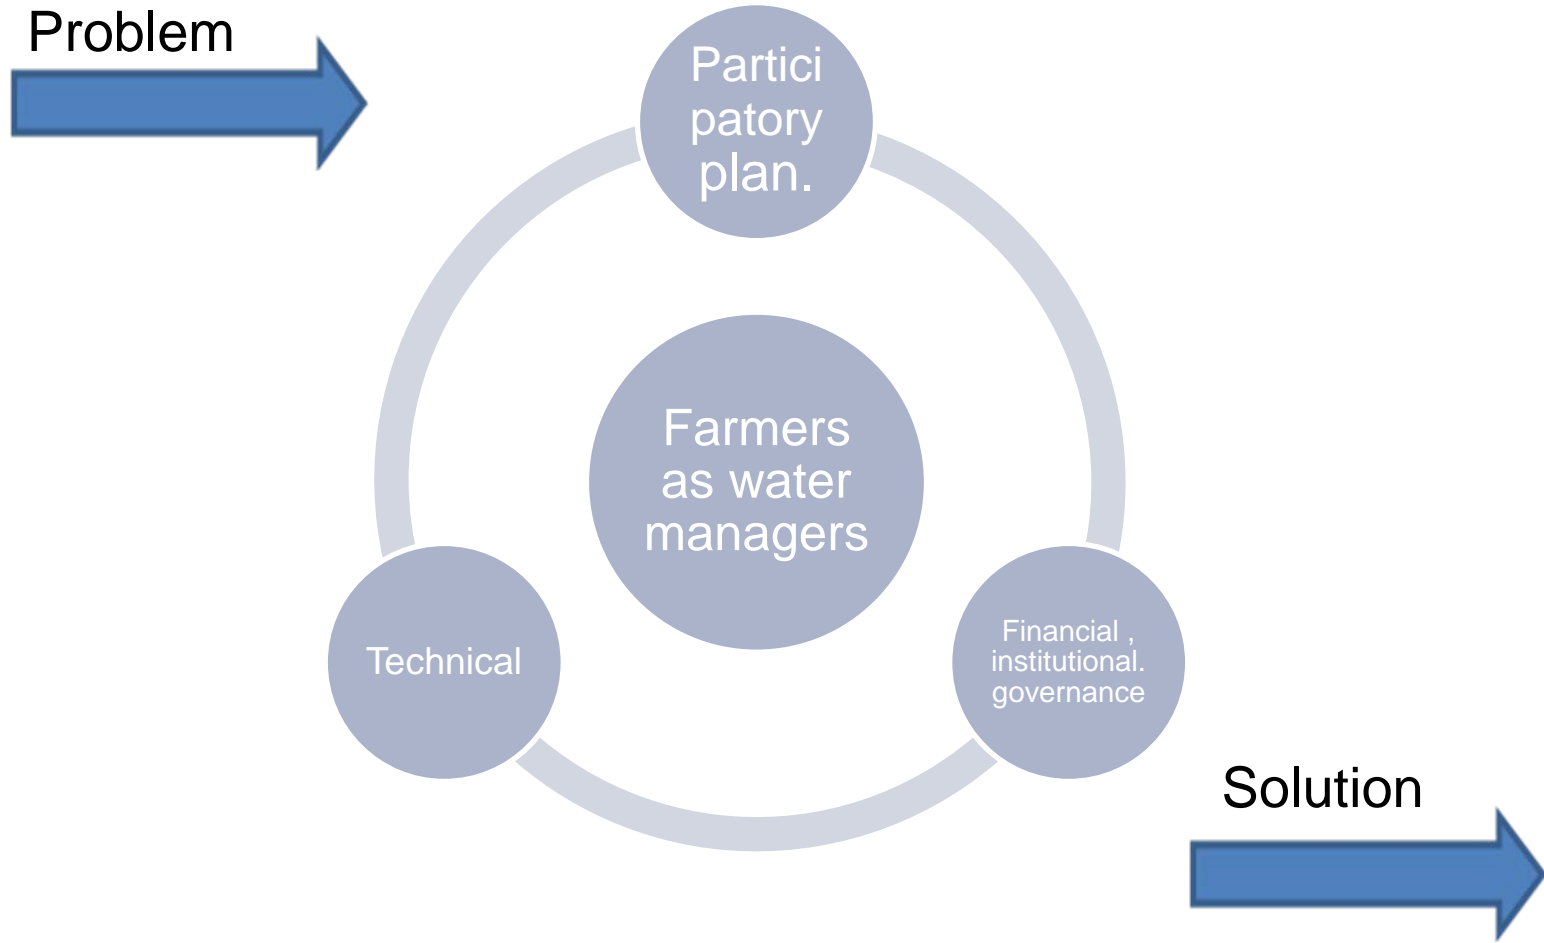 Problem
Partici
patory
plan.
Farmers
as water
managers
Technical
Financial ,
institutional.
governance
Solution